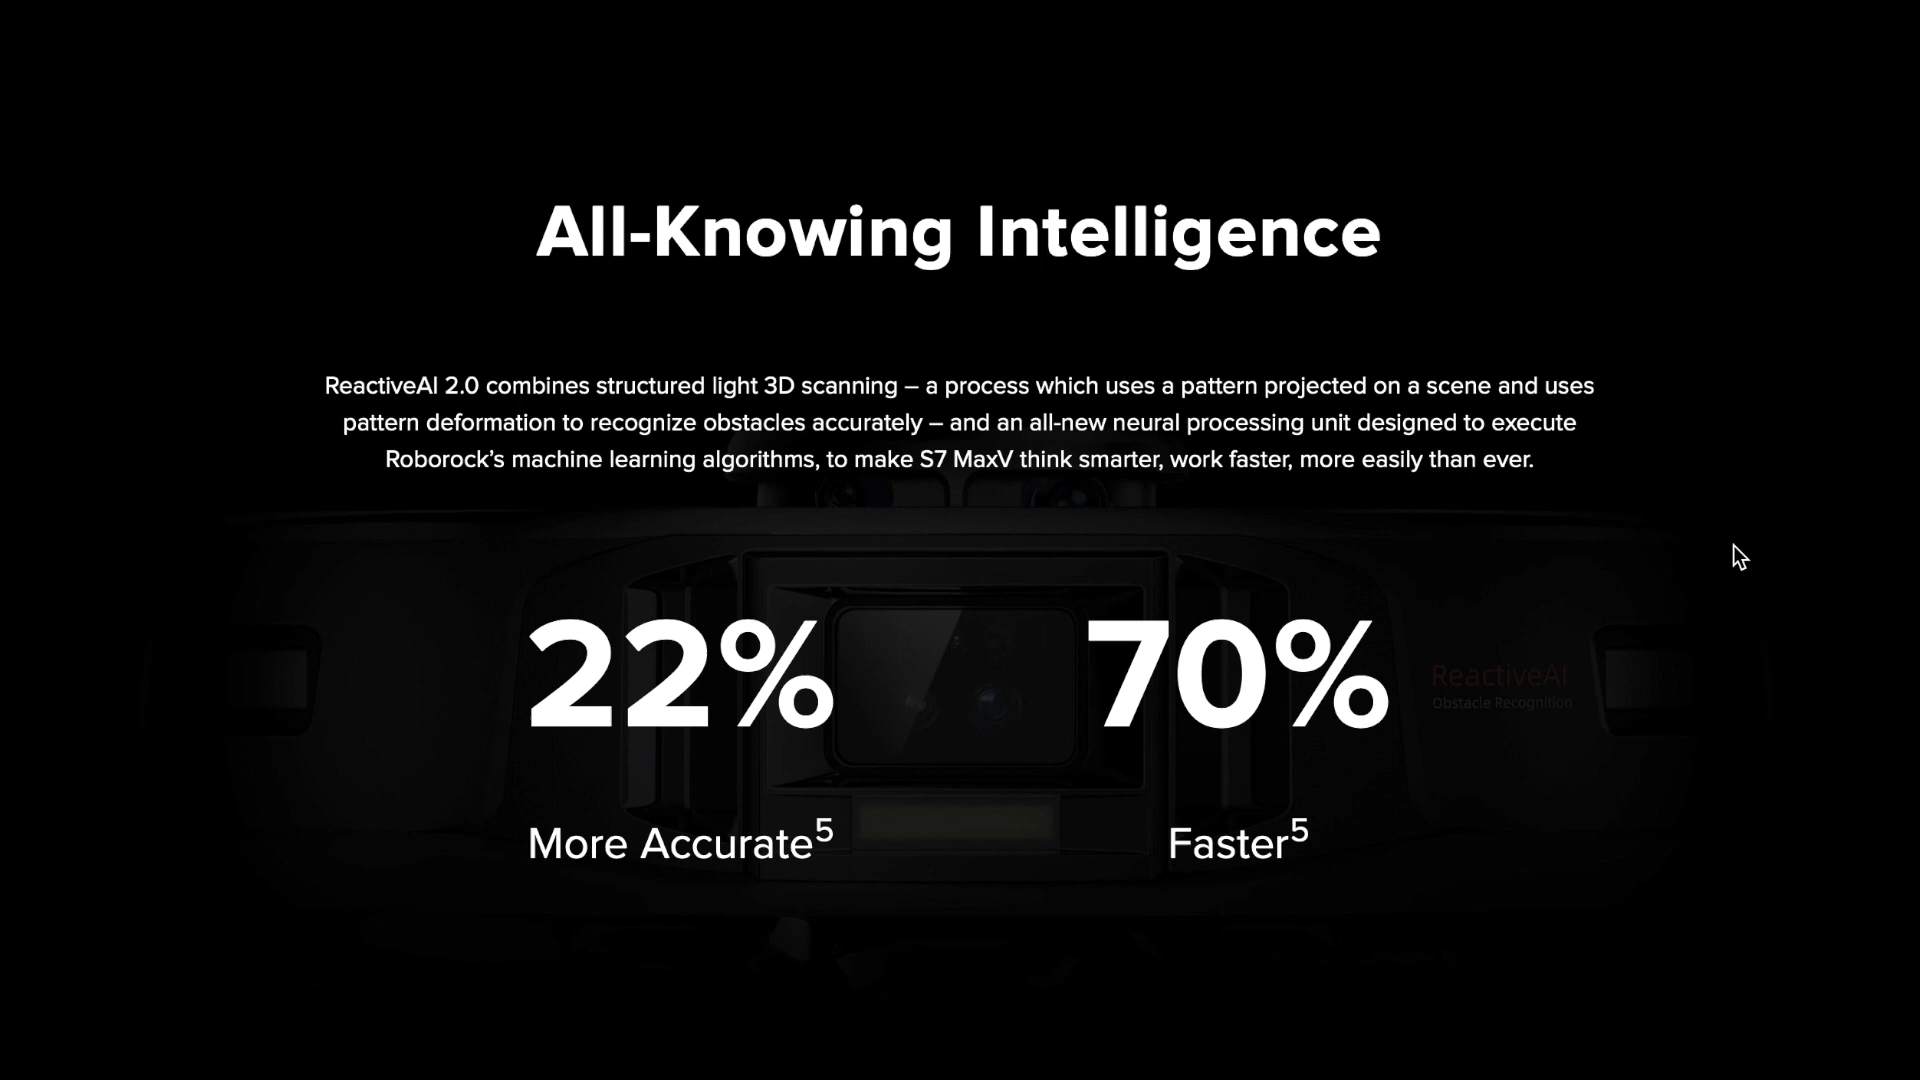 All-Knowing Intelligence
ReactiveAI 2.0 combines structured light 3D scanning – a process which uses a pattern projected on a scene and uses
pattern deformation to recognize obstacles accurately – and an all-new neural processing unit designed to execute
Roborock’s machine learning algorithms, to make S7 MaxV think smarter, work faster, more easily than ever.
22% 70%
ReactiveAI
Obstacle Recognition
More Accurate⁵ Faster⁵